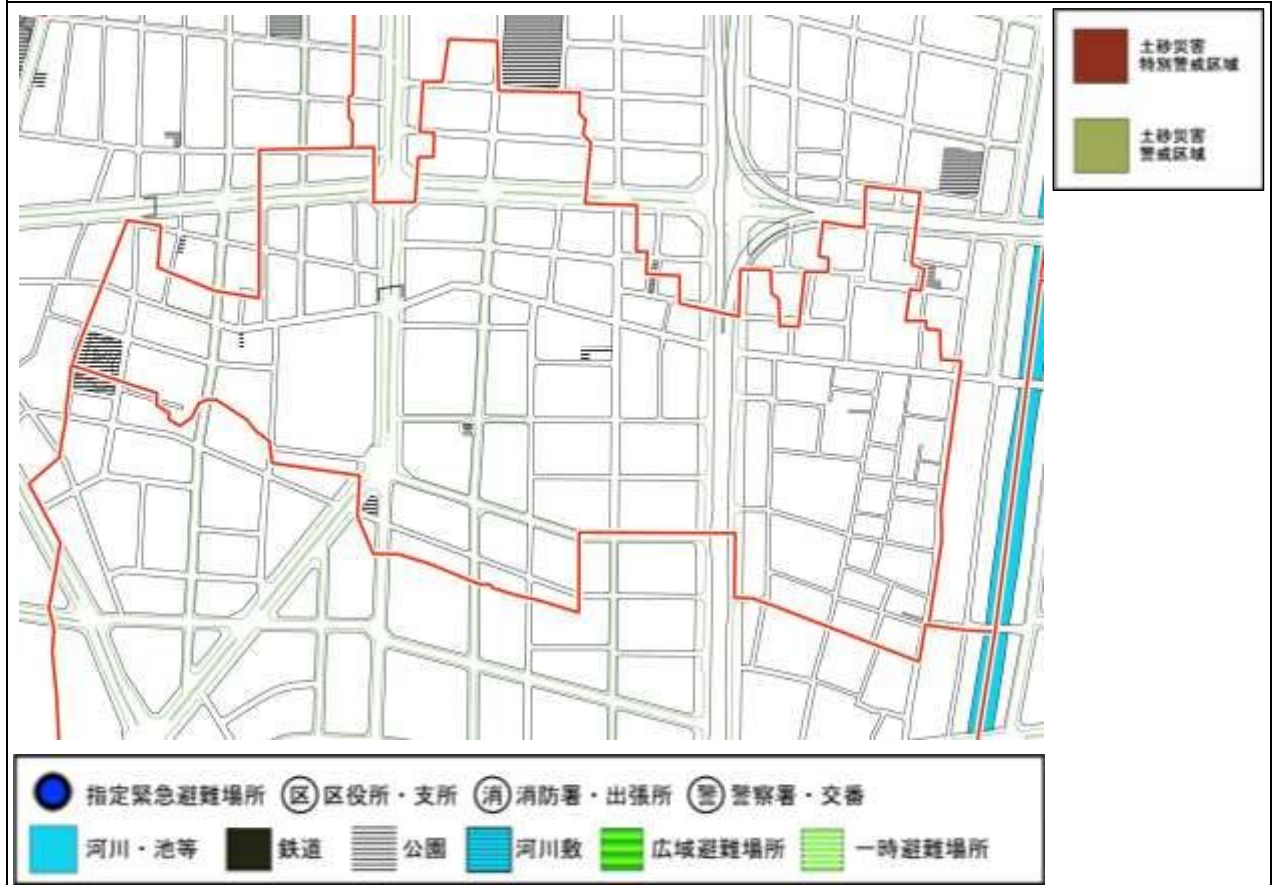 土砂災害
特別警戒区域
土砂災害
警戒区域
指定緊急避難場所 区 区役所・支所 消 消防署・出張所 警 警察署・交番
河川・池等 鉄道 公園 河川敷 広域避難場所 一時避難場所